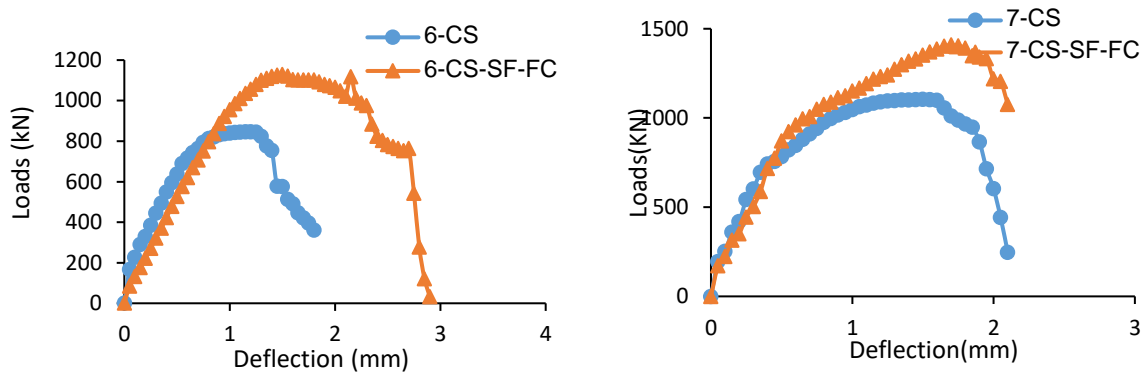 6-CS
6-CS-SF-FC
1200
1000
800
600
400
200
0
Loads (kN)
0 1 2 3 4
Deflection (mm)
7-CS
7-CS-SF-FC
1500
1000
500
0
Loads(KN)
0 1 2 3
Deflection(mm)